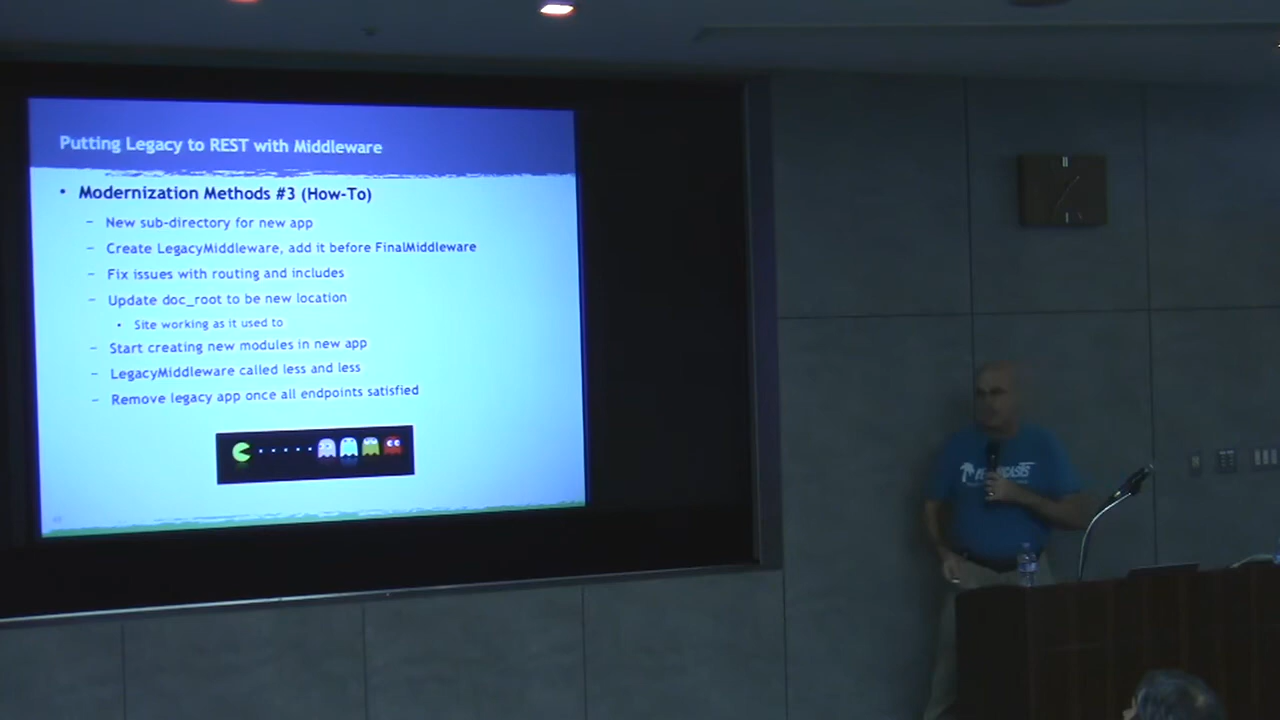 Putting Legacy to REST with Middleware
• Modernization Methods #3 (How-To)
– New sub-directory for new app
– Create LegacyMiddleware, add it before FinalMiddleware
– Fix issues with routing and includes
– Update doc_root to be new location
• Site working as it used to
– Start creating new modules in new app
– LegacyMiddleware called less and less
– Remove legacy app once all endpoints satisfied